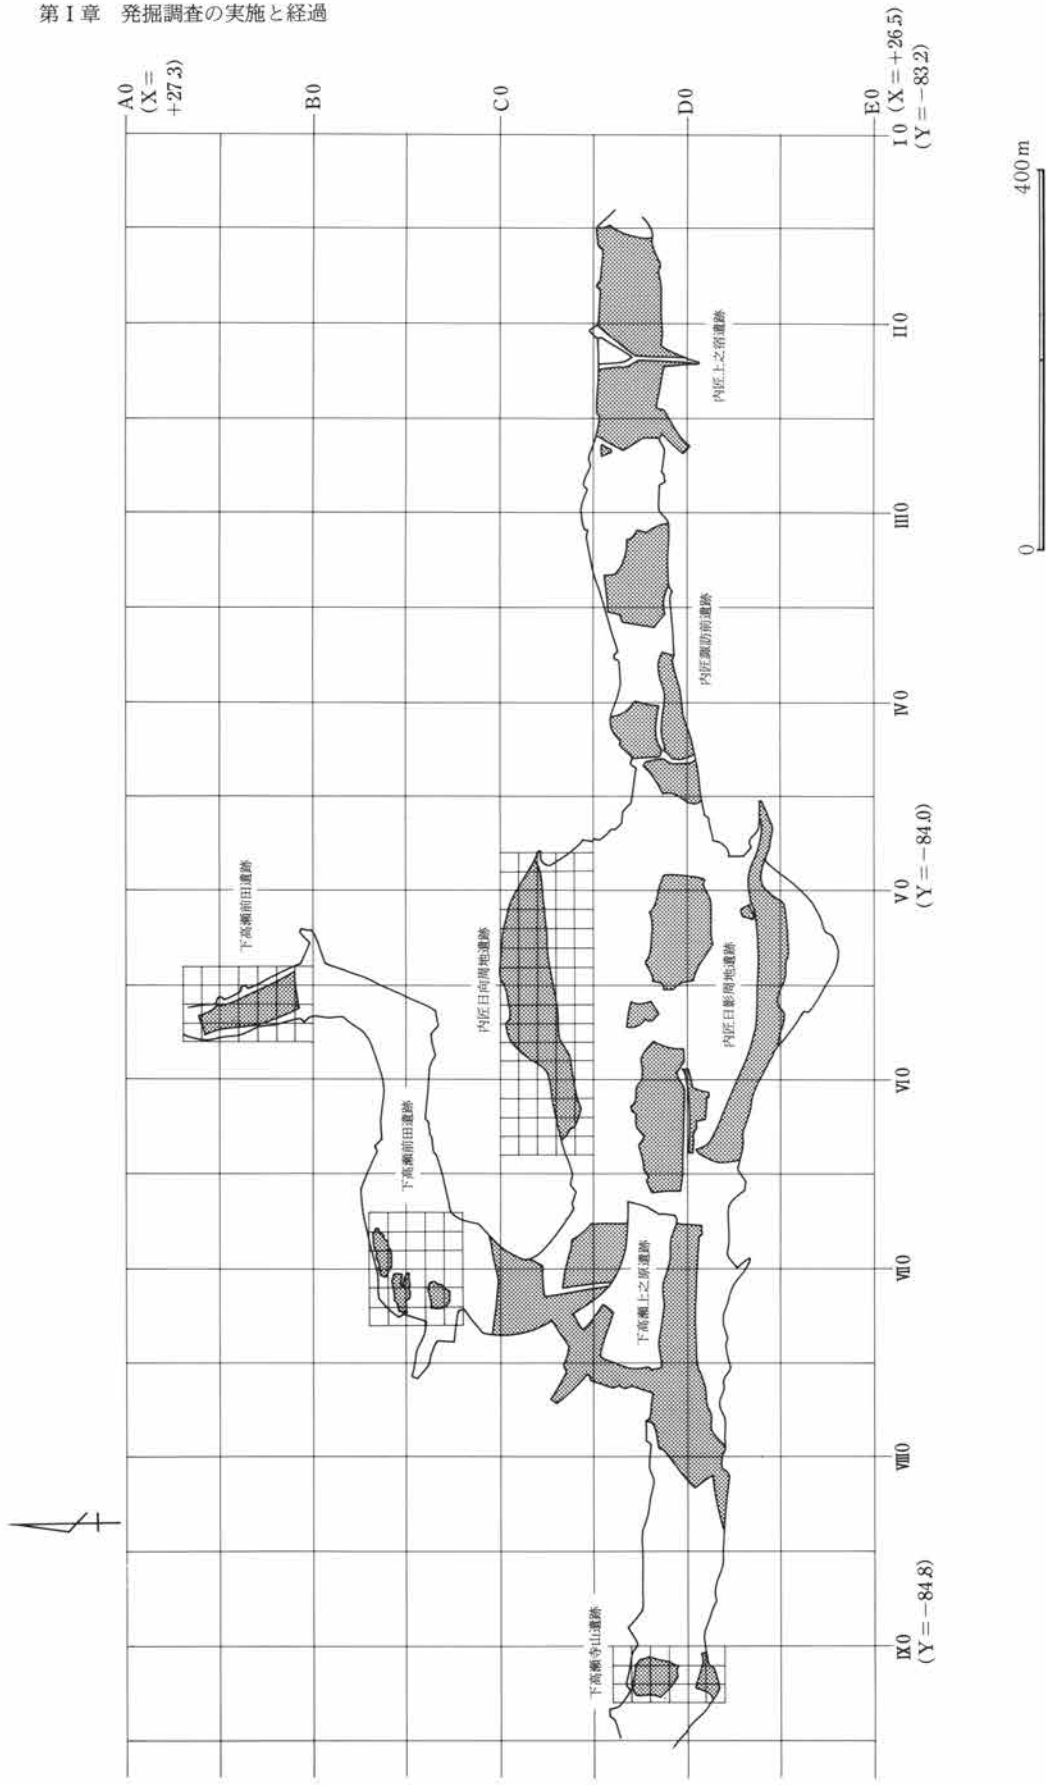 第Ⅰ章 発掘調査の実施と経過
A0
(X=
+27.3)
B0
C0
D0
E0
Ⅰ0 (X=+26.5)
(Y=-83.2)
Ⅱ0
Ⅲ0
Ⅳ0
Ⅴ0
(Y=-84.0)
Ⅵ0
Ⅶ0
Ⅷ0
Ⅸ0
(Y=-84.8)
内匠上之宿遺跡
内匠諏訪前遺跡
下高瀬前田遺跡
内匠日向周地遺跡
内匠日影周地遺跡
下高瀬前田遺跡
下高瀬上之原遺跡
下高瀬寺山遺跡
0
400m